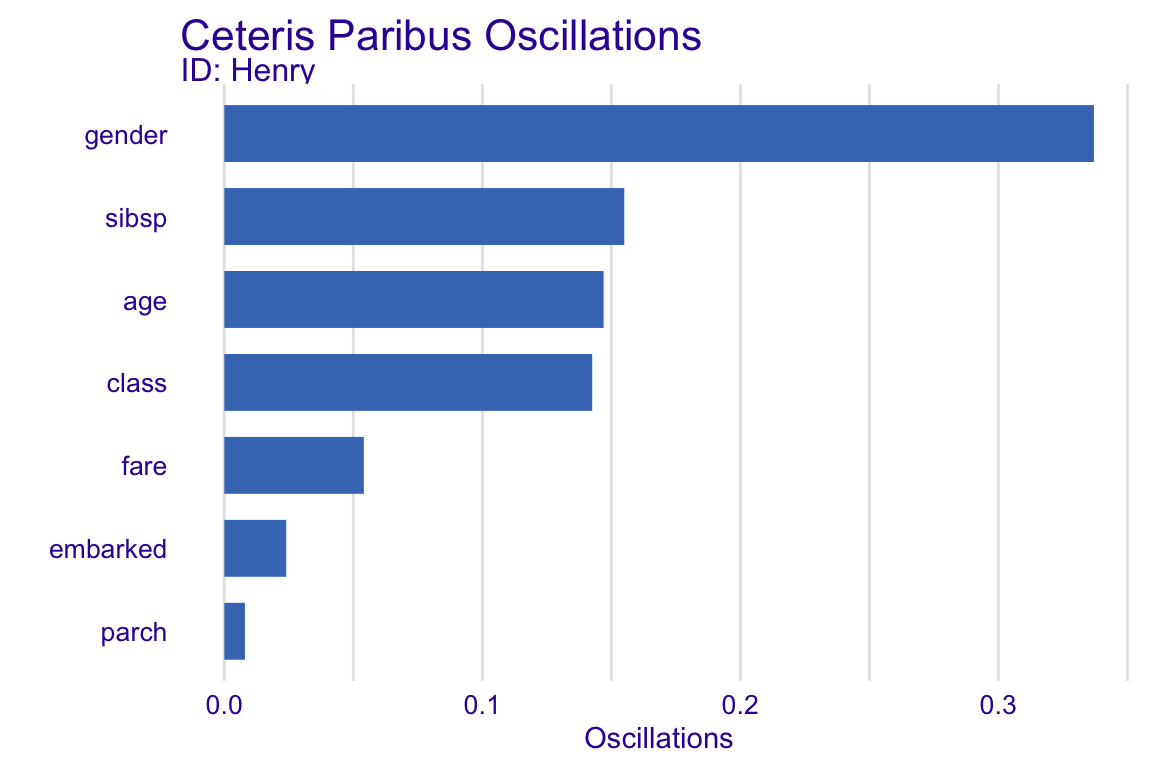 Ceteris Paribus Oscillations
ID: Henry
gender
sibsp
age
class
fare
embarked
parch
0.0 0.1 0.2 0.3
Oscillations